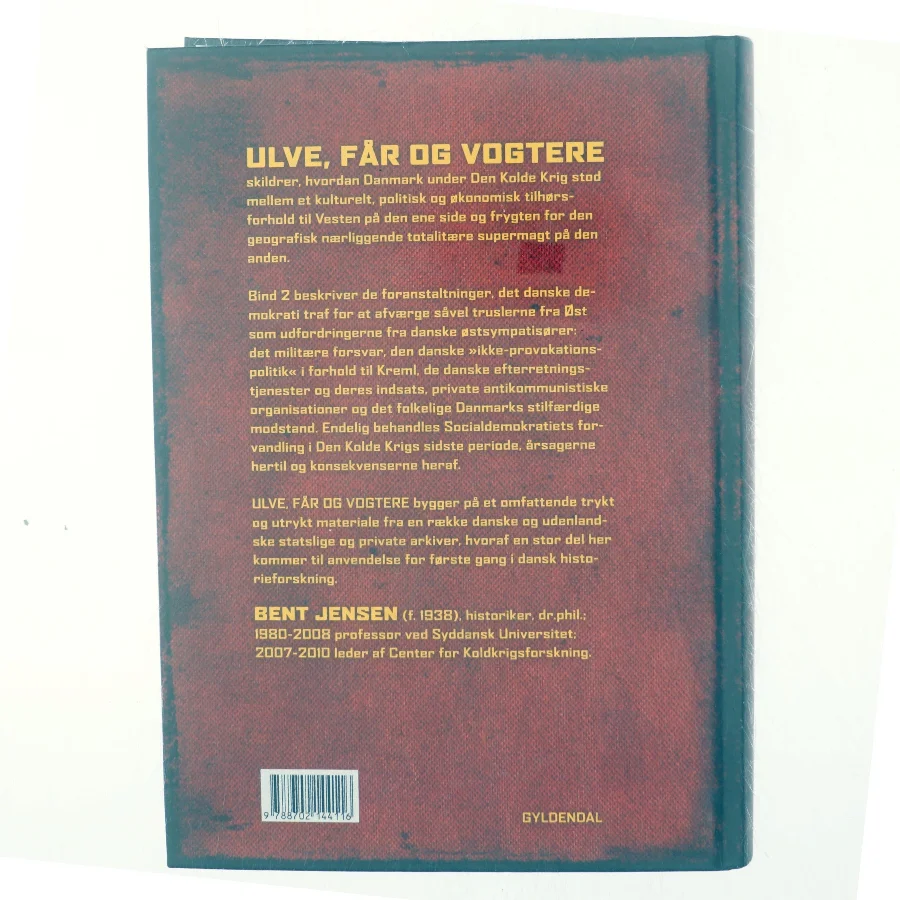 ULVE, FÅR OG VOGTERE
skildrer, hvordan Danmark under Den Kolde Krig stod
mellem et kulturelt, politisk og økonomisk tilhørs-
forhold til Vesten på den ene side og frygten for den
geografisk nærliggende totalitære supermagt på den
anden.
Bind 2 beskriver de foranstaltninger, det danske de-
mokrati traf for at afværge såvel truslerne fra Øst
som udfordringerne fra danske østsympatisører:
det militære forsvar, den danske »ikke-provokations-
politik« i forhold til Kreml, de danske efterretnings-
tjenester og deres indsats, private antikommunistiske
organisationer og det folkelige Danmarks stilfærdige
modstand. Endelig behandles Socialdemokratiets for-
vandling i Den Kolde Krigs sidste periode, årsagerne
hertil og konsekvenserne heraf.
ULVE, FÅR OG VOGTERE bygger på et omfattende trykt
og utrykt materiale fra en række danske og udenland-
ske statslige og private arkiver, hvoraf en stor del her
kommer til anvendelse for første gang i dansk histo-
rieforskning.
BENT JENSEN (f. 1938), historiker, dr.phil.;
1980-2008 professor ved Syddansk Universitet;
2007-2010 leder af Center for Koldkrigsforskning.
9 788702 144116
GYLDENDAL